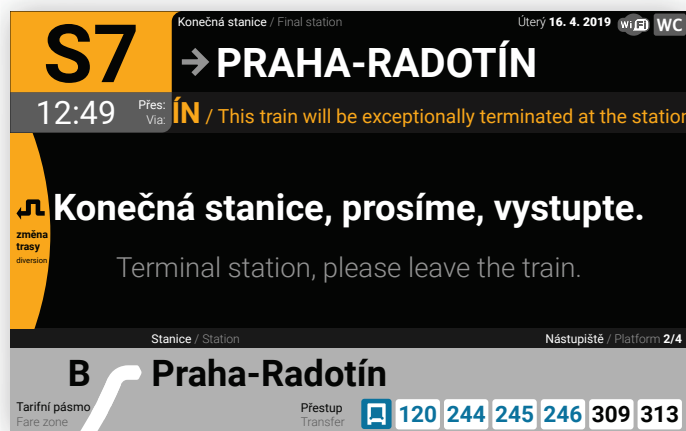 S7
Konečná stanice / Final station
Úterý 16. 4. 2019
WiFi
WC
→ PRAHA-RADOTÍN
12:49
Přes:
Via:
ÍN / This train will be exceptionally terminated at the station
změna
trasy
diversion
Konečná stanice, prosíme, vystupte.
Terminal station, please leave the train.
Stanice / Station
Nástupiště / Platform 2/4
B
Praha-Radotín
Tarifní pásmo
Fare zone
Přestup
Transfer
120 244 245 246 309 313